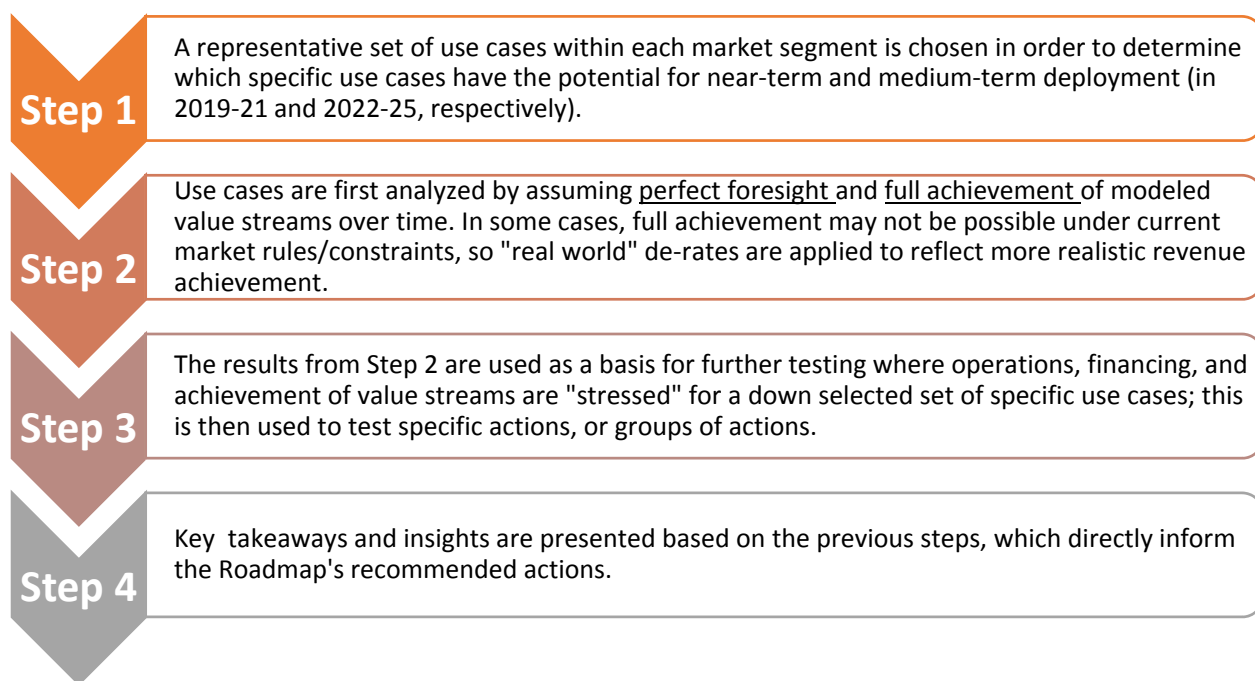 Step 1
A representative set of use cases within each market segment is chosen in order to determine
which specific use cases have the potential for near-term and medium-term deployment (in
2019-21 and 2022-25, respectively).
Step 2
Use cases are first analyzed by assuming perfect foresight and full achievement of modeled
value streams over time. In some cases, full achievement may not be possible under current
market rules/constraints, so "real world" de-rates are applied to reflect more realistic revenue
achievement.
Step 3
The results from Step 2 are used as a basis for further testing where operations, financing, and
achievement of value streams are "stressed" for a down selected set of specific use cases; this
is then used to test specific actions, or groups of actions.
Step 4
Key  takeaways and insights are presented based on the previous steps, which directly inform
the Roadmap's recommended actions.